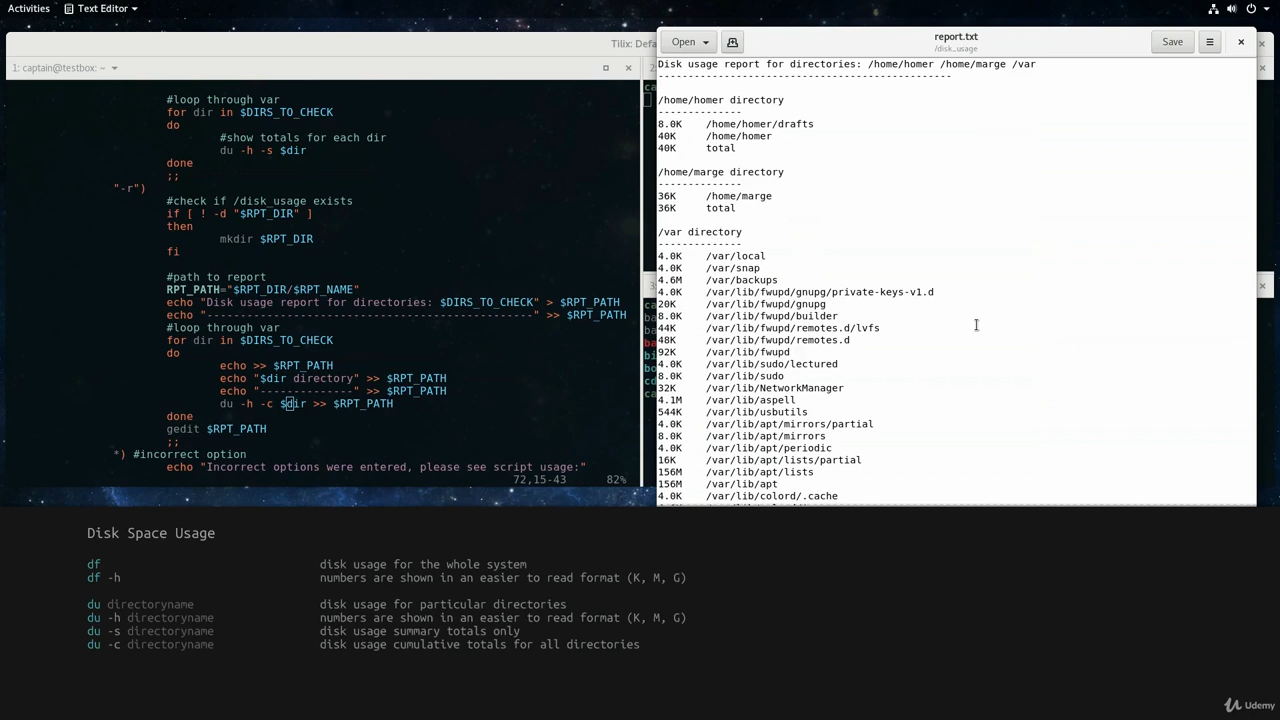 Activities
Text Editor
Tilix: Defa
1: captain@testbox: ~
#loop through var
for dir in $DIRS_TO_CHECK
do
#show totals for each dir
du -h -s $dir
done
;;
"-r")
#check if /disk_usage exists
if [ ! -d "$RPT_DIR" ]
then
mkdir $RPT_DIR
fi
#path to report
RPT_PATH="$RPT_DIR/$RPT_NAME"
echo "Disk usage report for directories: $DIRS_TO_CHECK" > $RPT_PATH
echo "-------------------------------------------------" >> $RPT_PATH
#loop through var
for dir in $DIRS_TO_CHECK
do
echo >> $RPT_PATH
echo "$dir directory" >> $RPT_PATH
echo "--------------" >> $RPT_PATH
du -h -c $dir >> $RPT_PATH
done
gedit $RPT_PATH
;;
*) #incorrect option
echo "Incorrect options were entered, please see script usage:"
72,15-43 82%
Open
report.txt
/disk_usage
Save
Disk usage report for directories: /home/homer /home/marge /var
-------------------------------------------------
/home/homer directory
--------------
8.0K /home/homer/drafts
40K /home/homer
40K total
/home/marge directory
--------------
36K /home/marge
36K total
/var directory
--------------
4.0K /var/local
4.0K /var/snap
4.6M /var/backups
4.0K /var/lib/fwupd/gnupg/private-keys-v1.d
20K /var/lib/fwupd/gnupg
8.0K /var/lib/fwupd/builder
44K /var/lib/fwupd/remotes.d/lvfs
48K /var/lib/fwupd/remotes.d
92K /var/lib/fwupd
4.0K /var/lib/sudo/lectured
8.0K /var/lib/sudo
32K /var/lib/NetworkManager
4.1M /var/lib/aspell
544K /var/lib/usbutils
4.0K /var/lib/apt/mirrors/partial
8.0K /var/lib/apt/mirrors
4.0K /var/lib/apt/periodic
16K /var/lib/apt/lists/partial
156M /var/lib/apt/lists
156M /var/lib/apt
4.0K /var/lib/colord/.cache
Disk Space Usage
df disk usage for the whole system
df -h numbers are shown in an easier to read format (K, M, G)
du directoryname disk usage for particular directories
du -h directoryname numbers are shown in an easier to read format (K, M, G)
du -s directoryname disk usage summary totals only
du -c directoryname disk usage cumulative totals for all directories
Udemy